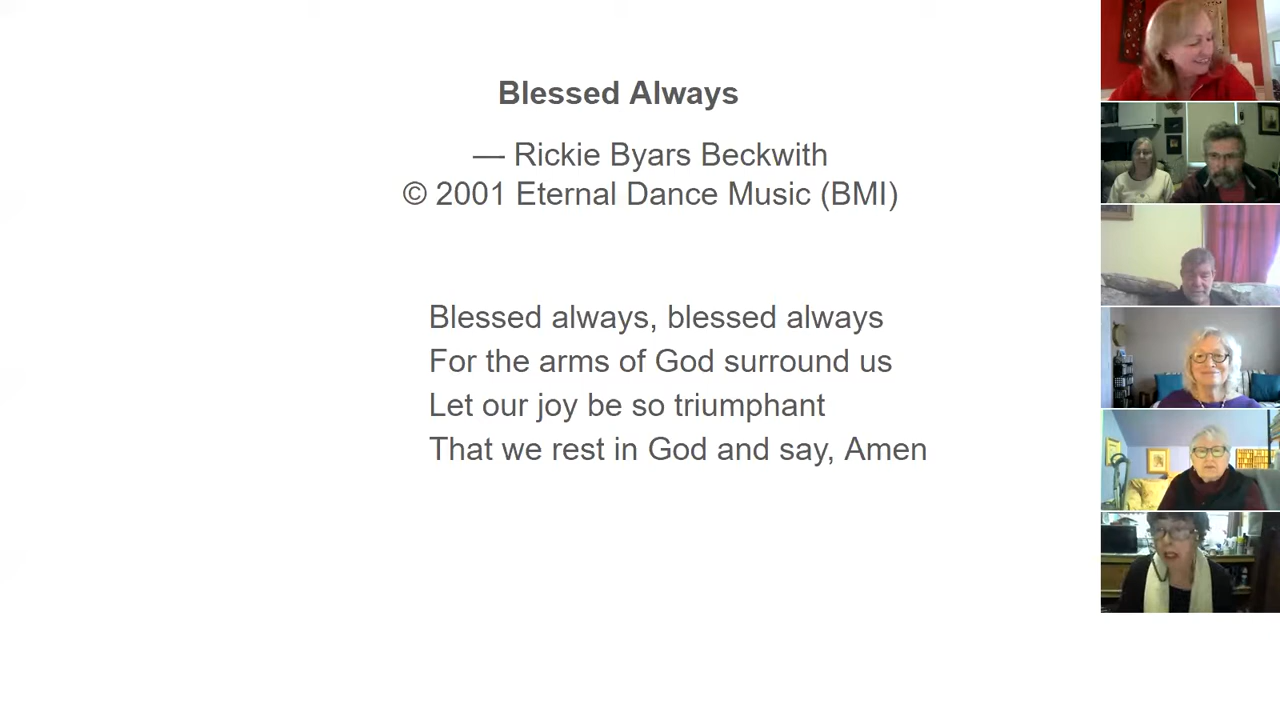 Blessed Always
— Rickie Byars Beckwith
© 2001 Eternal Dance Music (BMI)
Blessed always, blessed always
For the arms of God surround us
Let our joy be so triumphant
That we rest in God and say, Amen